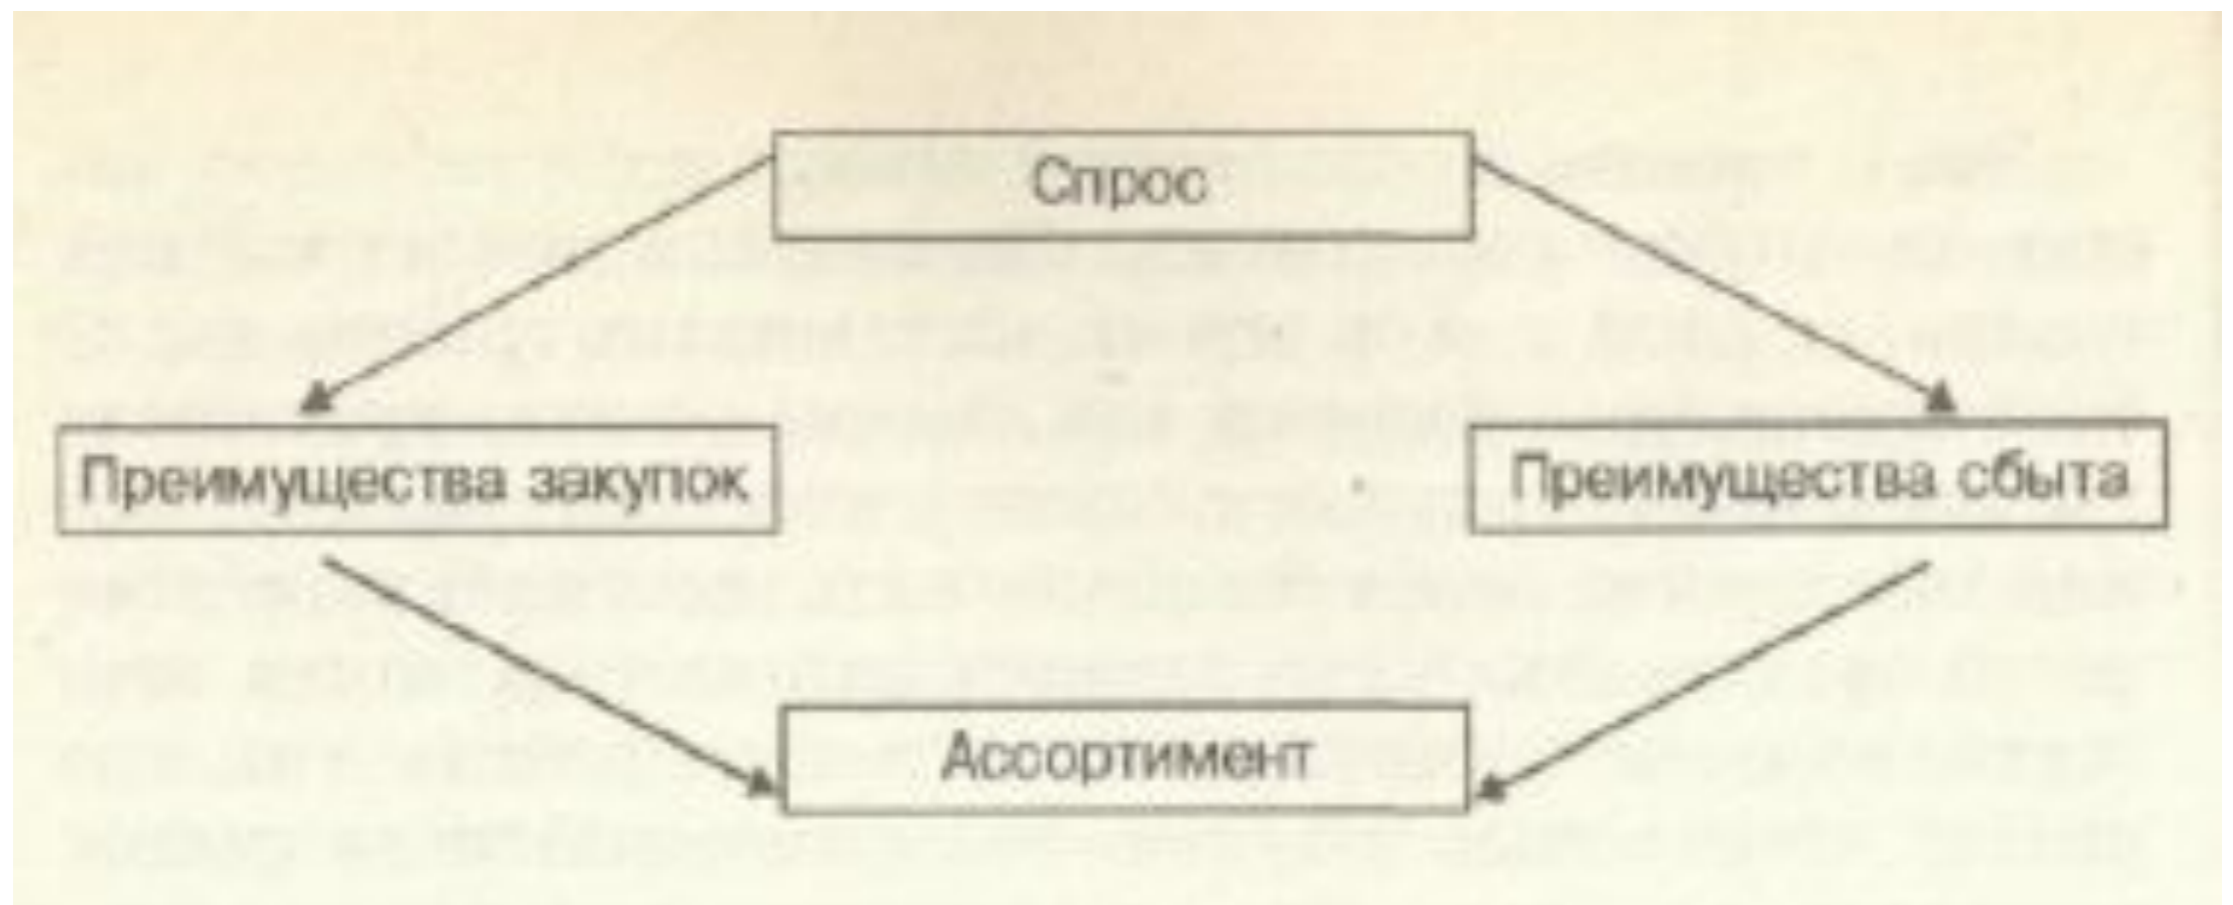 Спрос
Преимущества закупок
Преимущества сбыта
Ассортимент